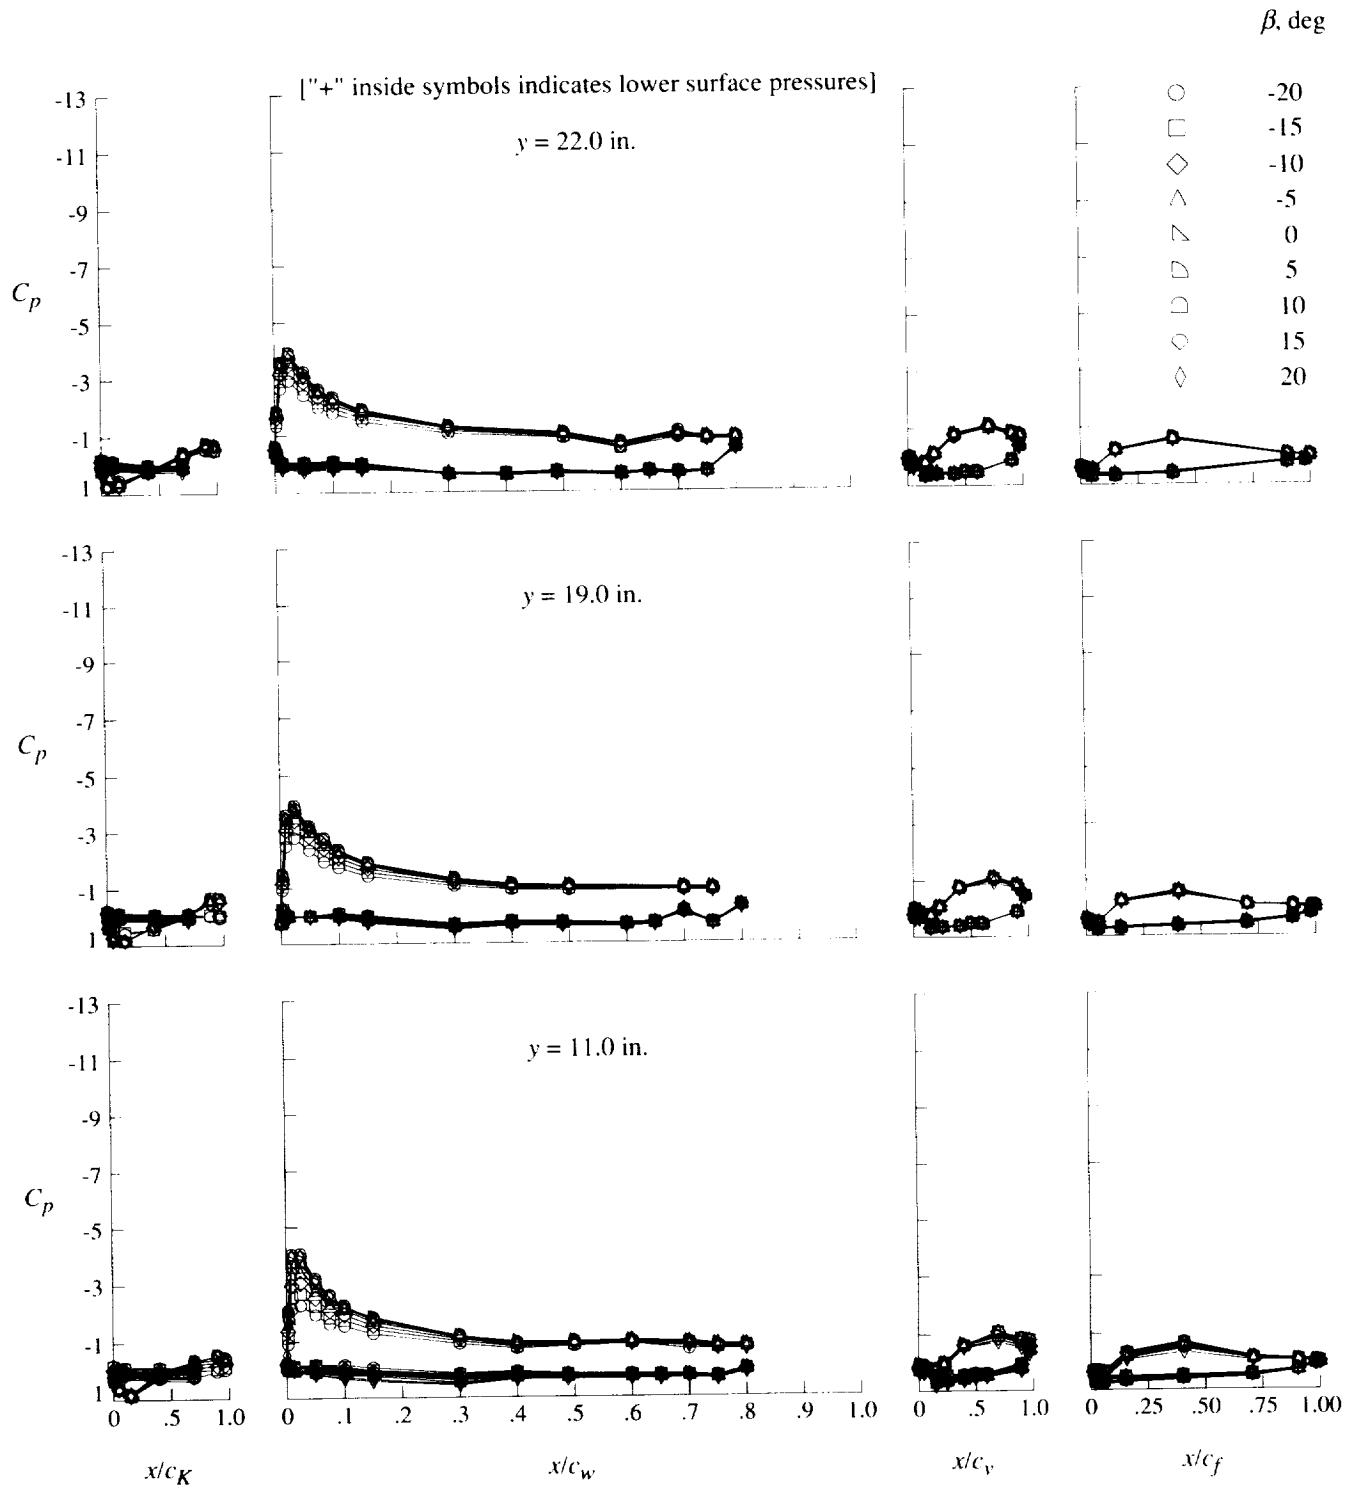 β, deg
["+" inside symbols indicates lower surface pressures]
-20
-15
-10
-5
0
5
10
15
20
y = 22.0 in.
-13
-11
-9
-7
-5
-3
-1
1
C_p
y = 19.0 in.
-13
-11
-9
-7
-5
-3
-1
1
C_p
y = 11.0 in.
-13
-11
-9
-7
-5
-3
-1
1
C_p
0 .5 1.0
0 .1 .2 .3 .4 .5 .6 .7 .8 .9 1.0
0 .5 1.0
0 .25 .50 .75 1.00
x/c_K
x/c_w
x/c_v
x/c_f